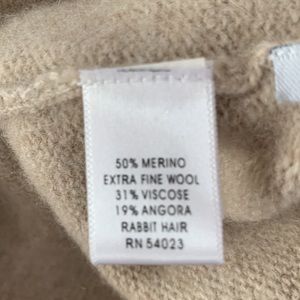 50% MERINO
EXTRA FINE WOOL
31% VISCOSE
19% ANGORA
RABBIT HAIR
RN 54023